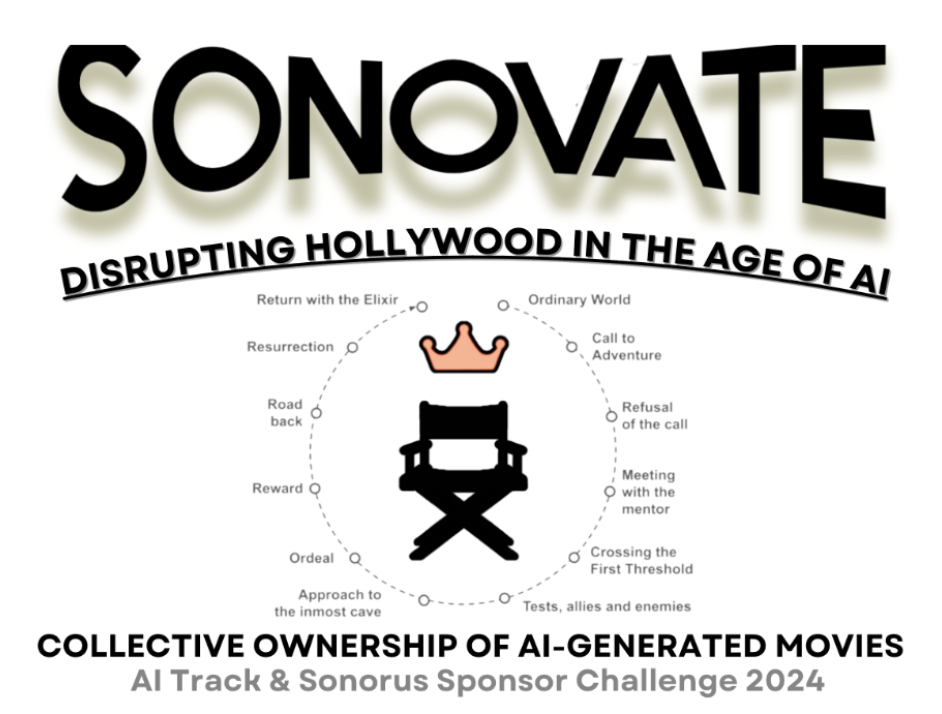 SONOVATE
DISRUPTING HOLLYWOOD IN THE AGE OF AI
Return with the Elixir
Ordinary World
Resurrection
Call to
Adventure
Road
back
Refusal
of the call
Reward
Meeting
with the
mentor
Ordeal
Crossing the
First Threshold
Approach to
the inmost cave
Tests, allies and enemies
COLLECTIVE OWNERSHIP OF AI-GENERATED MOVIES
AI Track & Sonorus Sponsor Challenge 2024